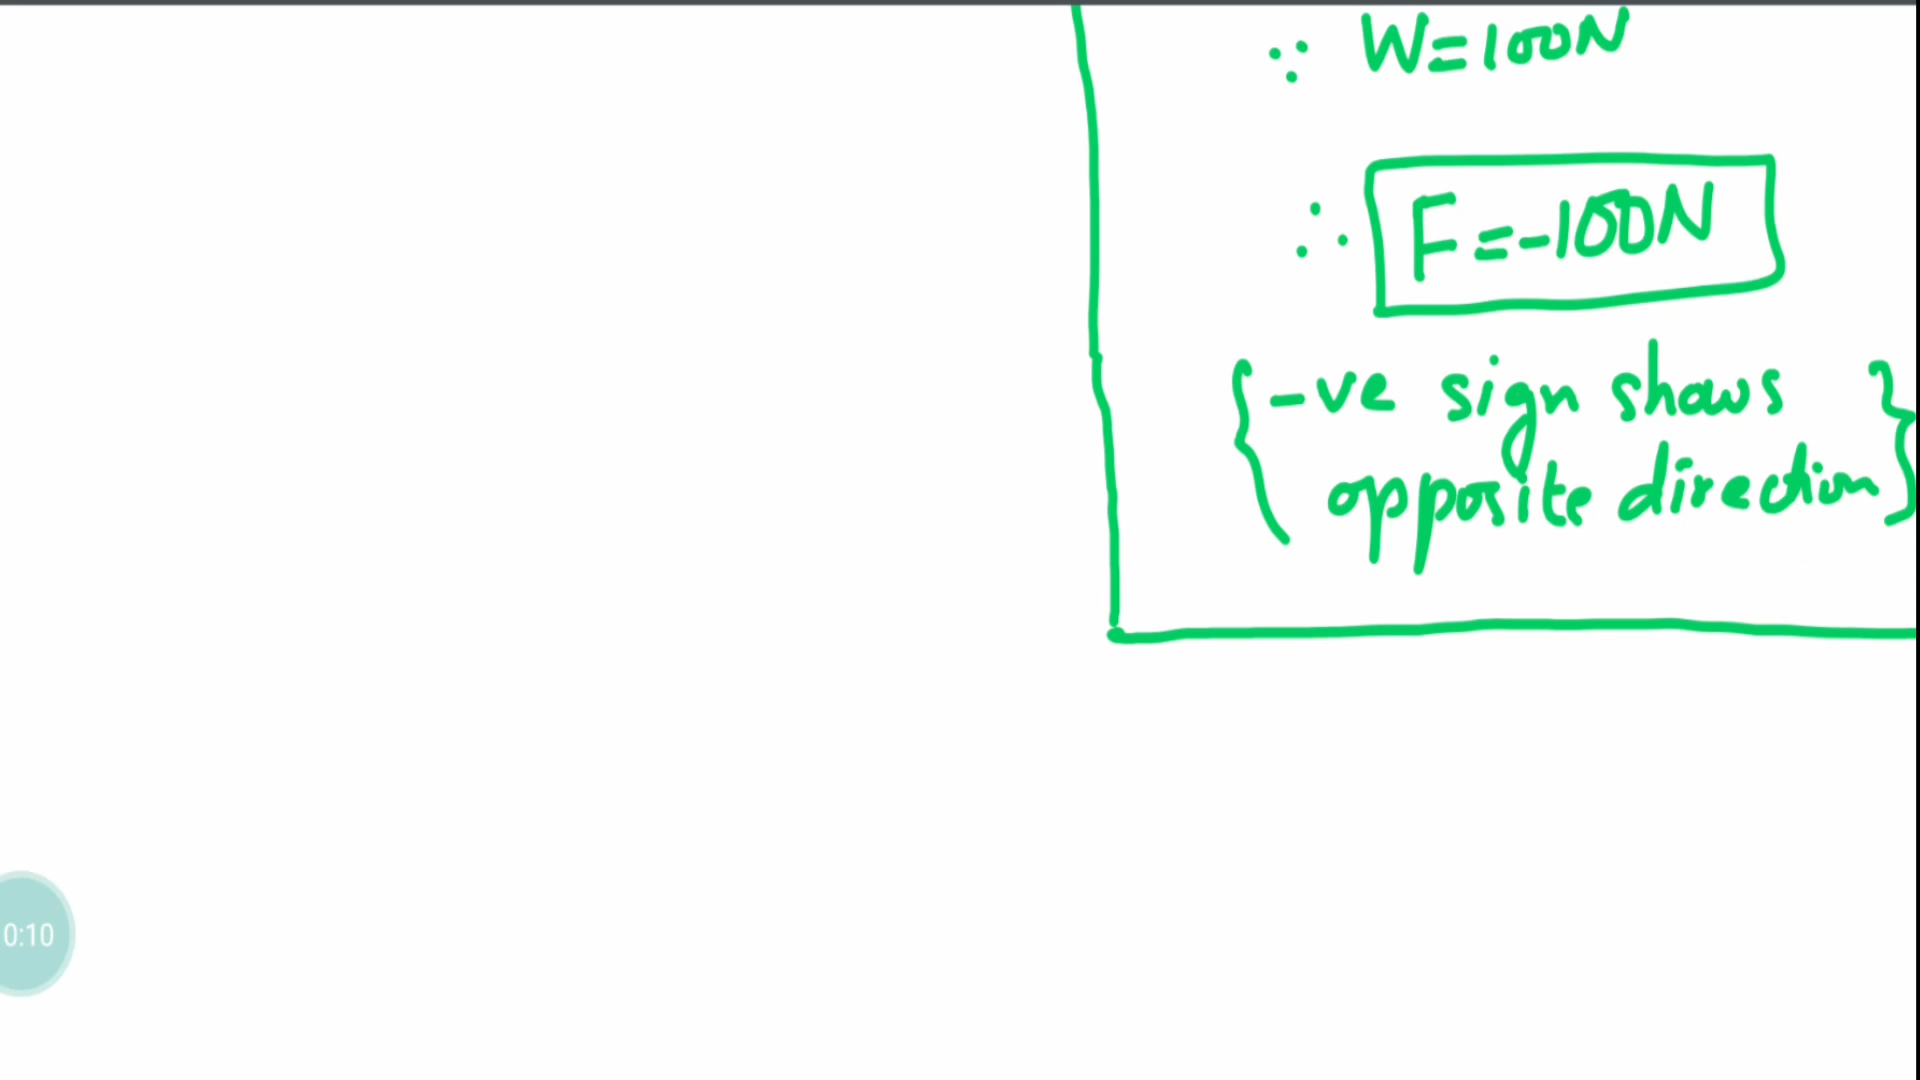 ∵ W=100N
∴ F=-100N
{-ve sign shows
opposite direction}
0:10